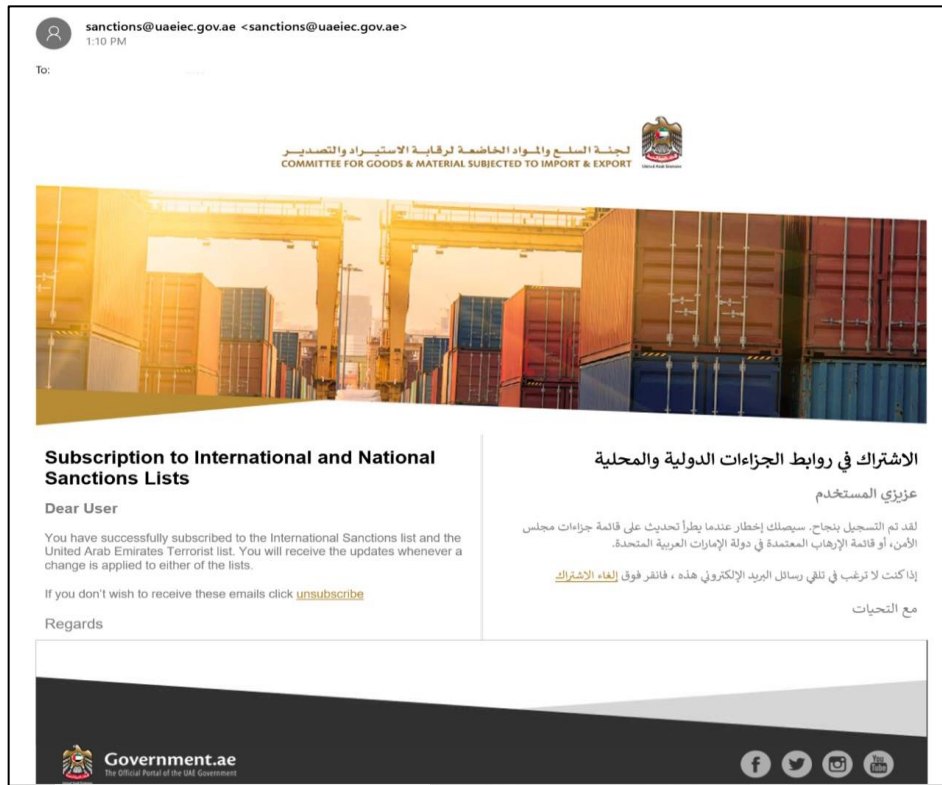 sanctions@uaeiec.gov.ae <sanctions@uaeiec.gov.ae>
1:10 PM
To:
لجنة السلع والمواد الخاضعة لرقابة الاستيراد والتصدير
COMMITTEE FOR GOODS & MATERIAL SUBJECTED TO IMPORT & EXPORT
Subscription to International and National
Sanctions Lists
Dear User
You have successfully subscribed to the International Sanctions list and the
United Arab Emirates Terrorist list. You will receive the updates whenever a
change is applied to either of the lists.
If you don't wish to receive these emails click unsubscribe
Regards
الاشتراك في روابط الجزاءات الدولية والمحلية
عزيزي المستخدم
لقد تم التسجيل بنجاح. سيصلك إخطار عندما يطرأ تحديث على قائمة جزاءات مجلس
الأمن، أو قائمة الإرهاب المعتمدة في دولة الإمارات العربية المتحدة.
إذا كنت لا ترغب في تلقي رسائل البريد الإلكتروني هذه ، فانقر فوق إلغاء الاشتراك
مع التحيات
Government.ae
The Official Portal of the UAE Government
You
Tube